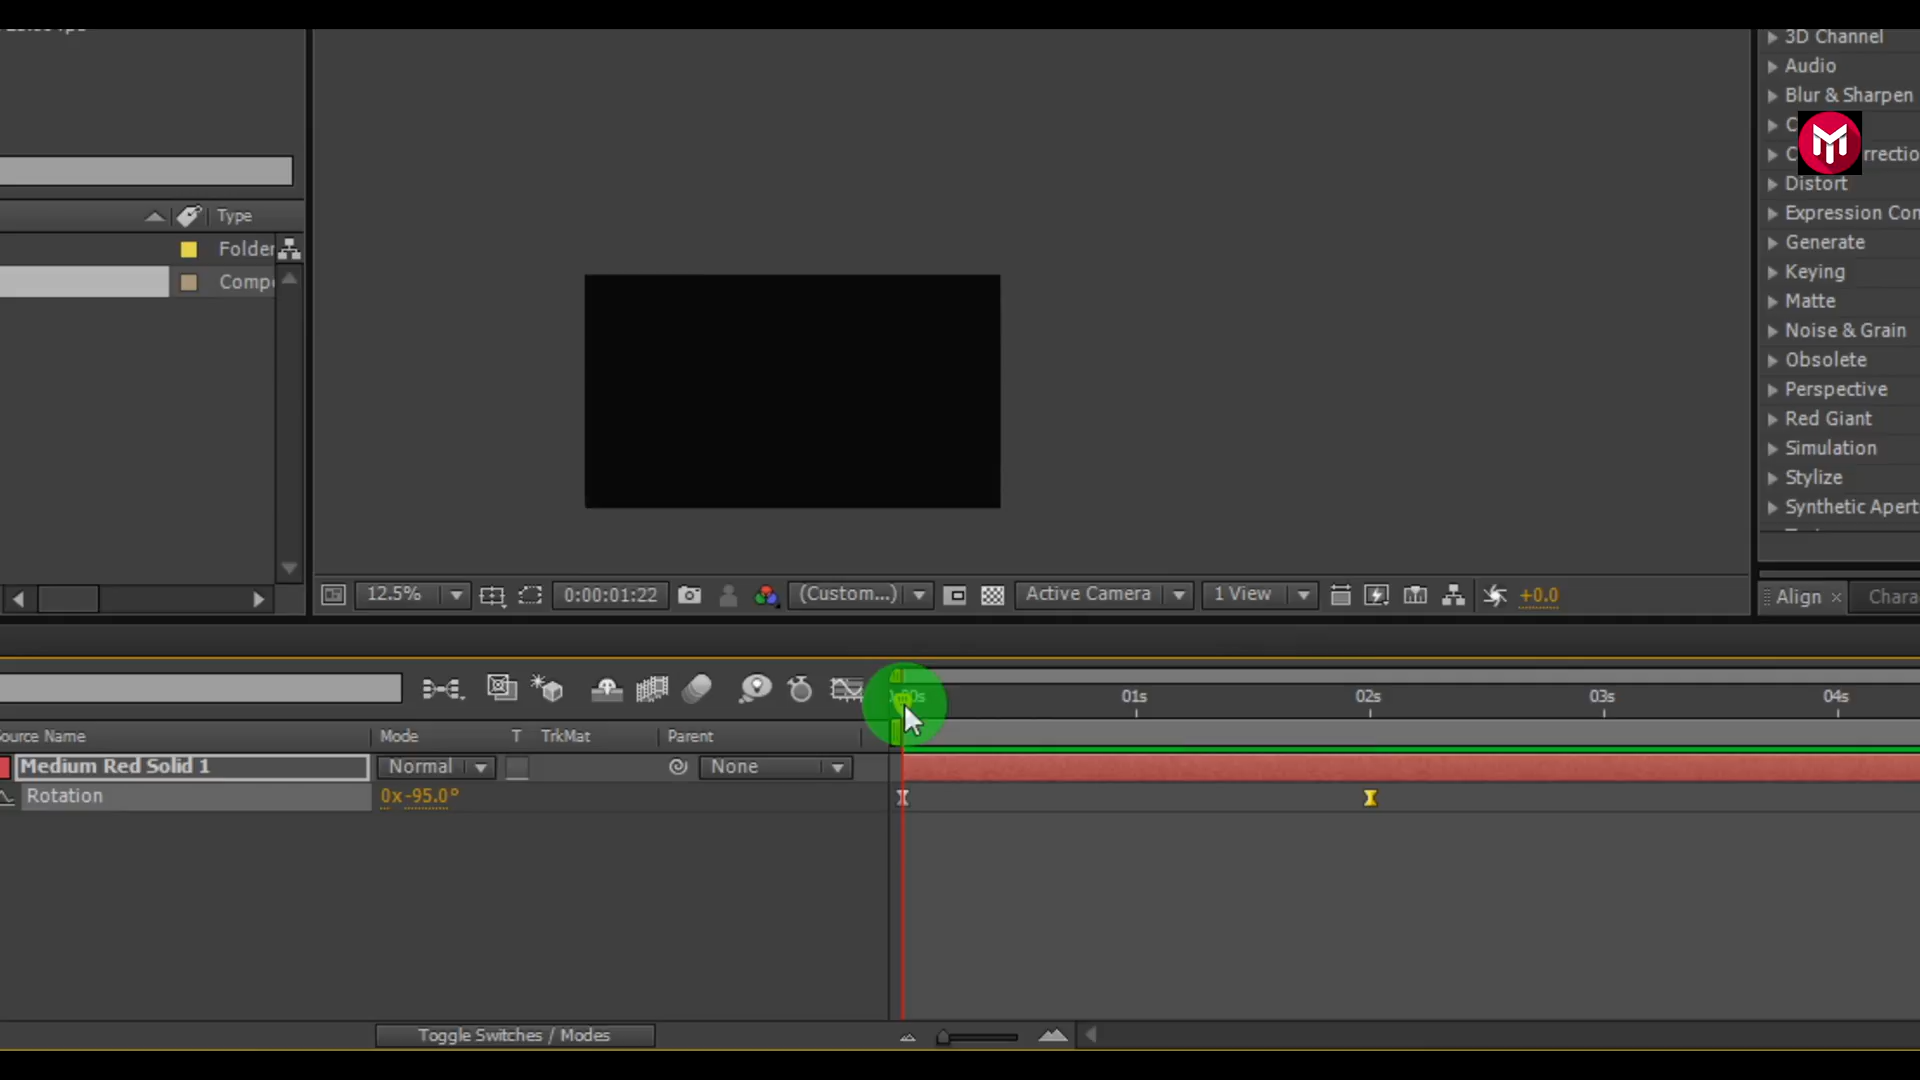 3D Channel
Audio
Blur & Sharpen
C
C rrectio
Distort
Expression Con
Generate
Keying
Matte
Noise & Grain
Obsolete
Perspective
Red Giant
Simulation
Stylize
Synthetic Apert
Type
Folder
Comp
12.5%
0:00:01:22
(Custom...)
Active Camera
1 View
+0.0
Align
Chara
01s
02s
03s
04s
ource Name
Mode
T
TrkMat
Parent
Medium Red Solid 1
Normal
None
Rotation
0x-95.0°
Toggle Switches / Modes